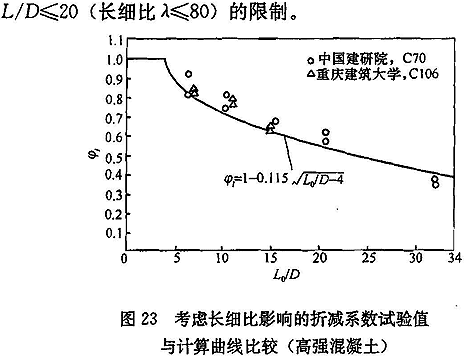 L/D≤20（长细比λ≤80）的限制。
1.1
1.0
0.9
0.8
0.7
0.6
0.5
0.4
0.3
0.2
0.1
φl
○ 中国建研院，C70
△ 重庆建筑大学，C106
φl=1-0.115√L0/D-4
0 5 10 15 20 25 30 34
L0/D
图 23 考虑长细比影响的折减系数试验值
与计算曲线比较（高强混凝土）